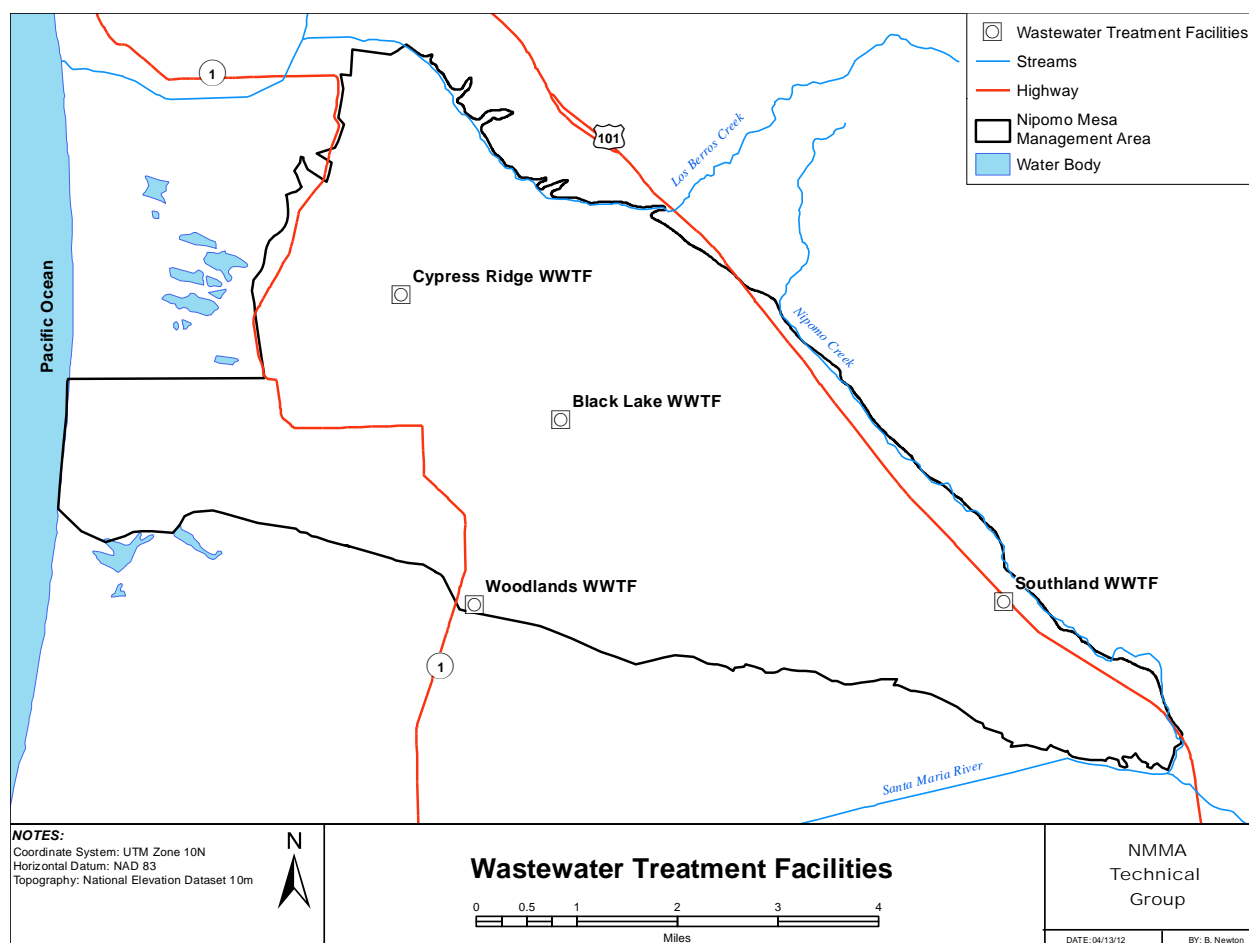 Wastewater Treatment Facilities
Streams
Highway
Nipomo Mesa
Management Area
Water Body
1
101
Los Berros Creek
Cypress Ridge WWTF
Pacific Ocean
Nipomo Creek
Black Lake WWTF
Woodlands WWTF
Southland WWTF
1
Santa Maria River
NOTES:
Coordinate System: UTM Zone 10N
Horizontal Datum: NAD 83
Topography: National Elevation Dataset 10m
N
Wastewater Treatment Facilities
0 0.5 1 2 3 4
Miles
NMMA
Technical
Group
DATE:04/13/12
BY: B. Newton